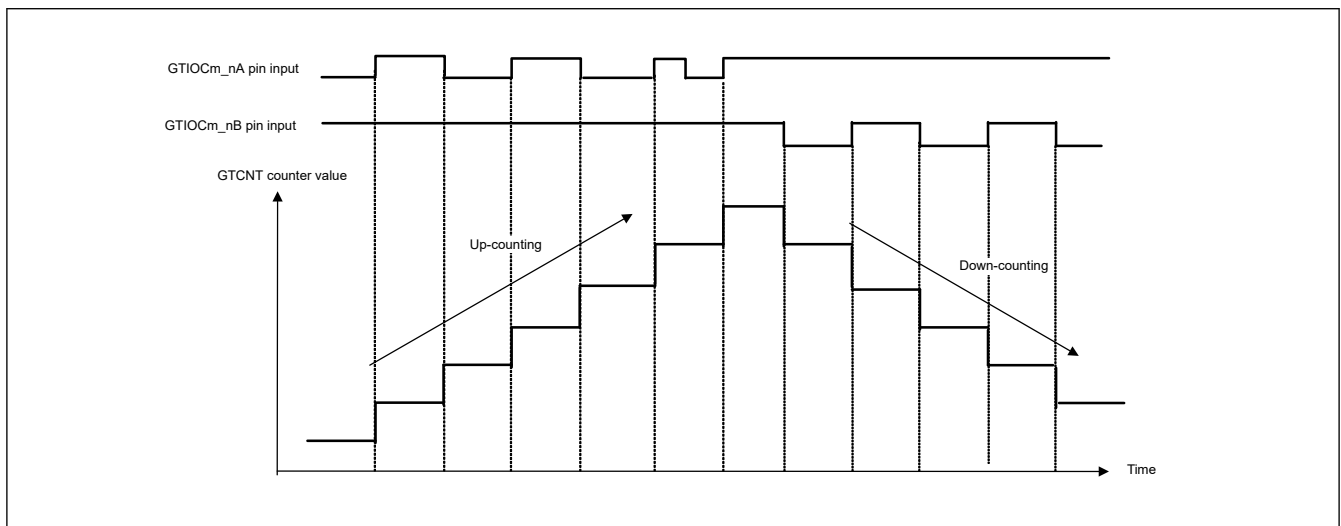 GTIOCm_nA pin input
GTIOCm_nB pin input
GTCNT counter value
Up-counting
Down-counting
Time